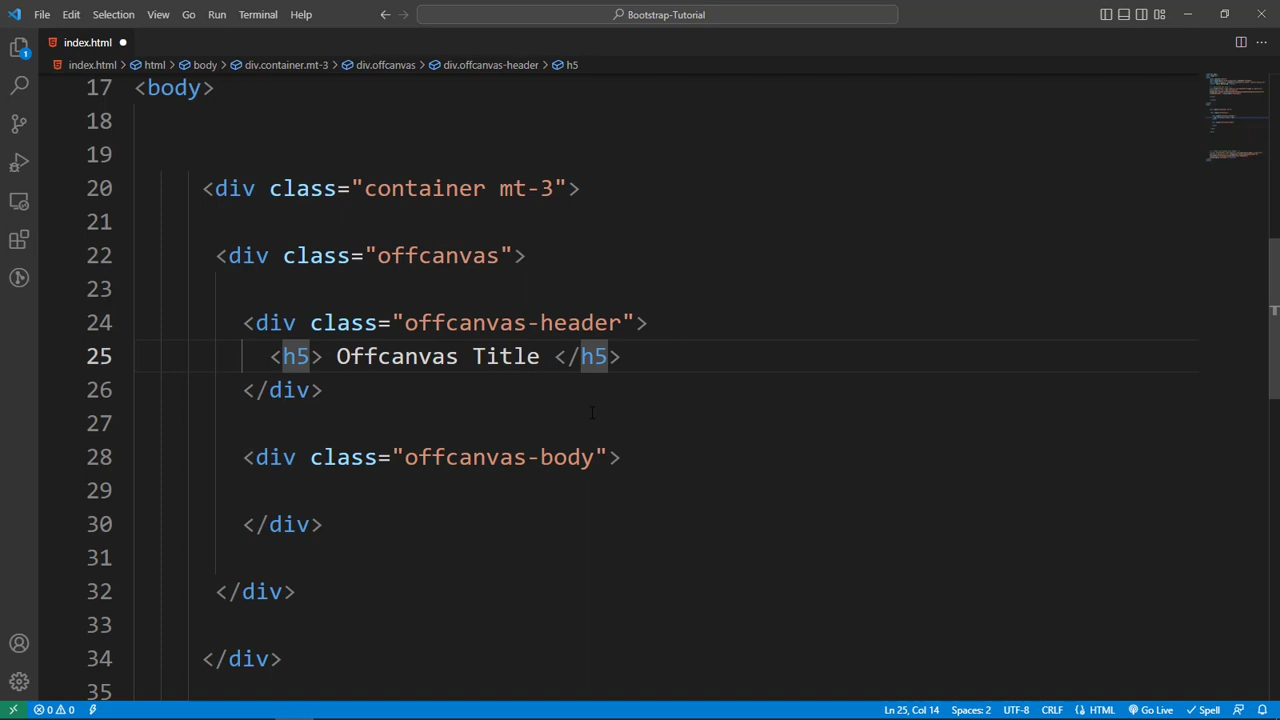 File Edit Selection View Go Run Terminal Help Bootstrap-Tutorial
index.html
index.html > html > body > div.container.mt-3 > div.offcanvas > div.offcanvas-header > h5
17 <body>
18
19
20 <div class="container mt-3">
21
22 <div class="offcanvas">
23
24 <div class="offcanvas-header">
25 <h5> Offcanvas Title </h5>
26 </div>
27
28 <div class="offcanvas-body">
29
30 </div>
31
32 </div>
33
34 </div>
35
1
0 0 Ln 25, Col 14 Spaces: 2 UTF-8 CRLF HTML Go Live Spell